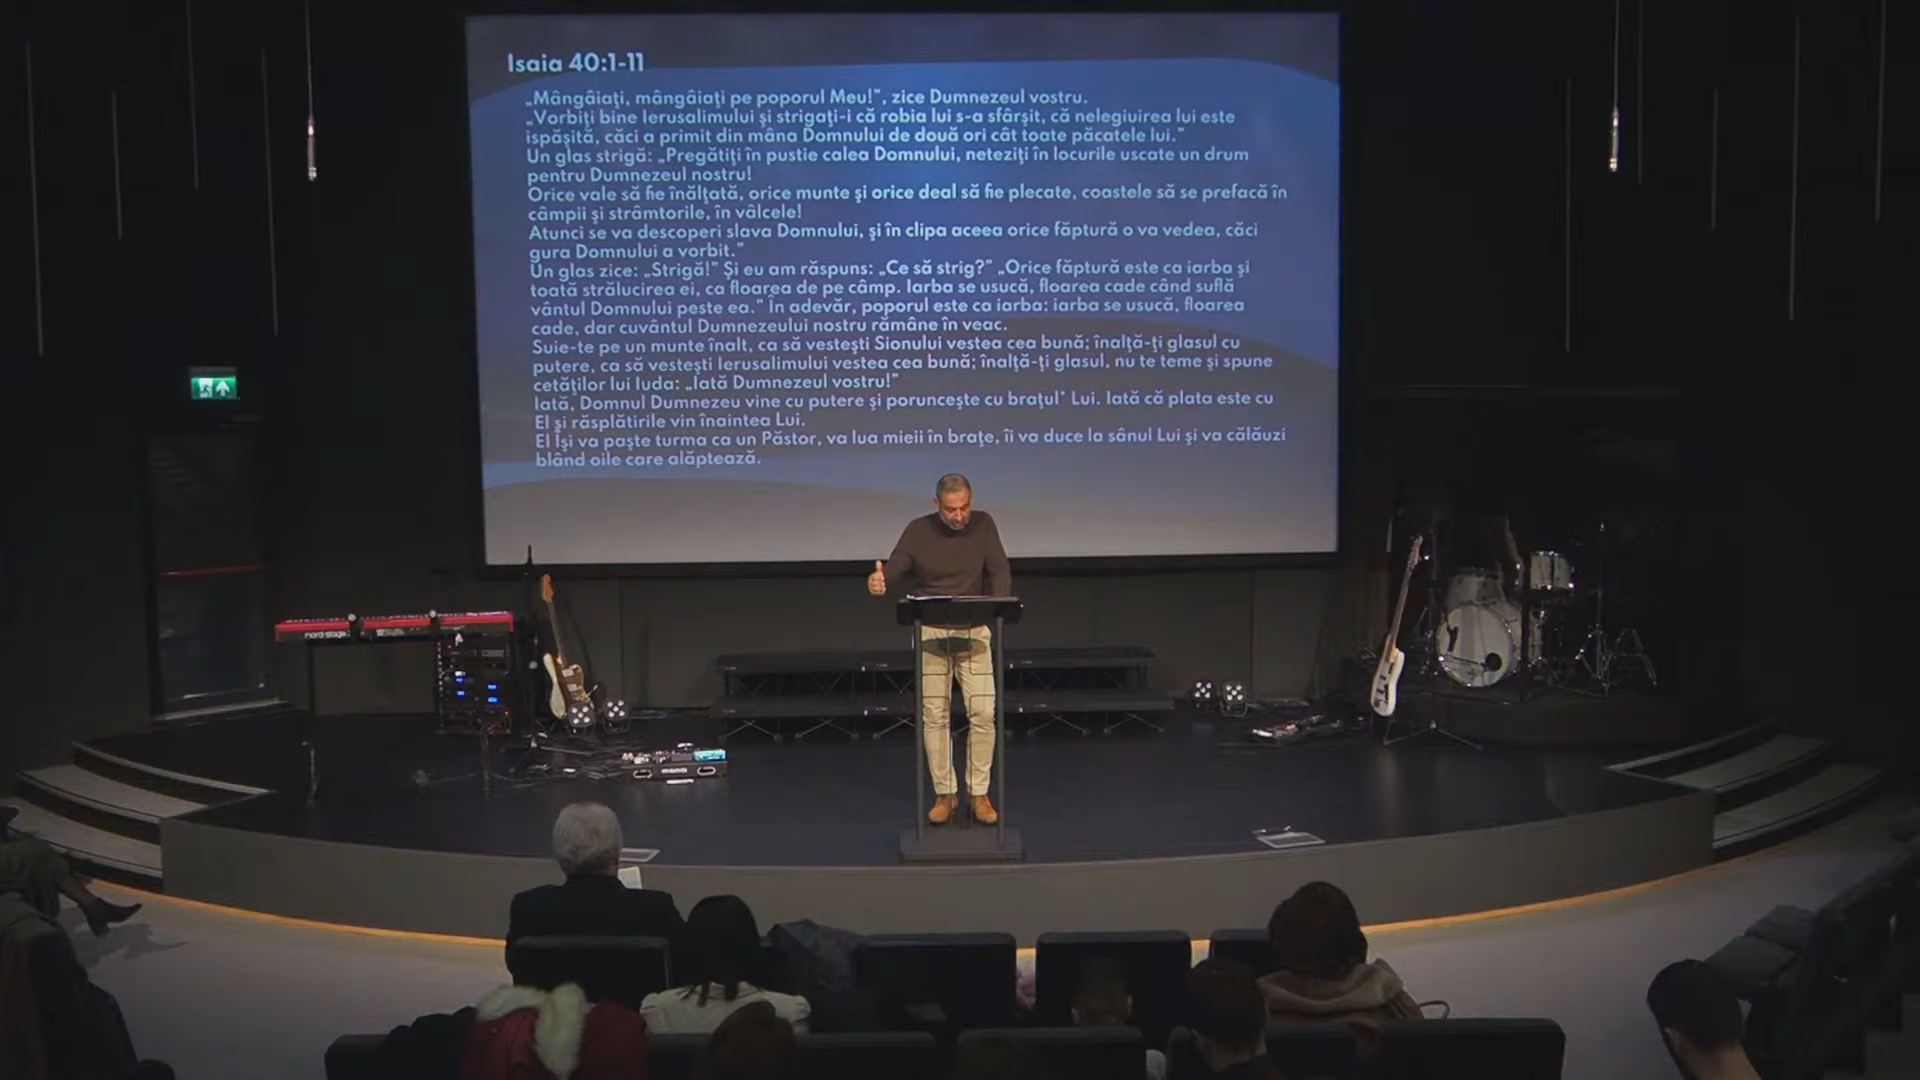 Isaia 40:1-11
„Mângâiaţi, mângâiaţi pe poporul Meu!”, zice Dumnezeul vostru.
„Vorbiţi bine Ierusalimului şi strigaţi-i că robia lui s-a sfârşit, că nelegiuirea lui este
ispăşită, căci a primit din mâna Domnului de două ori cât toate păcatele lui.”
Un glas strigă: „Pregătiţi în pustie calea Domnului, neteziţi în locurile uscate un drum
pentru Dumnezeul nostru!
Orice vale să fie înălţată, orice munte şi orice deal să fie plecate, coastele să se prefacă în
câmpii şi strâmtorile, în vâlcele!
Atunci se va descoperi slava Domnului, şi în clipa aceea orice făptură o va vedea, căci
gura Domnului a vorbit.”
Un glas zice: „Strigă!” Şi eu am răspuns: „Ce să strig?” „Orice făptură este ca iarba şi
toată strălucirea ei, ca floarea de pe câmp. Iarba se usucă, floarea cade când suflă
vântul Domnului peste ea.” În adevăr, poporul este ca iarba: iarba se usucă, floarea
cade, dar cuvântul Dumnezeului nostru rămâne în veac.
Suie-te pe un munte înalt, ca să vesteşti Sionului vestea cea bună; înalţă-ţi glasul cu
putere, ca să vesteşti Ierusalimului vestea cea bună; înalţă-ţi glasul, nu te teme şi spune
cetăţilor lui Iuda: „Iată Dumnezeul vostru!”
Iată, Domnul Dumnezeu vine cu putere şi porunceşte cu braţul* Lui. Iată că plata este cu
El şi răsplătirile vin înaintea Lui.
El Îşi va paşte turma ca un Păstor, va lua mieii în braţe, îi va duce la sânul Lui şi va călăuzi
blând oile care alăptează.
nord stage